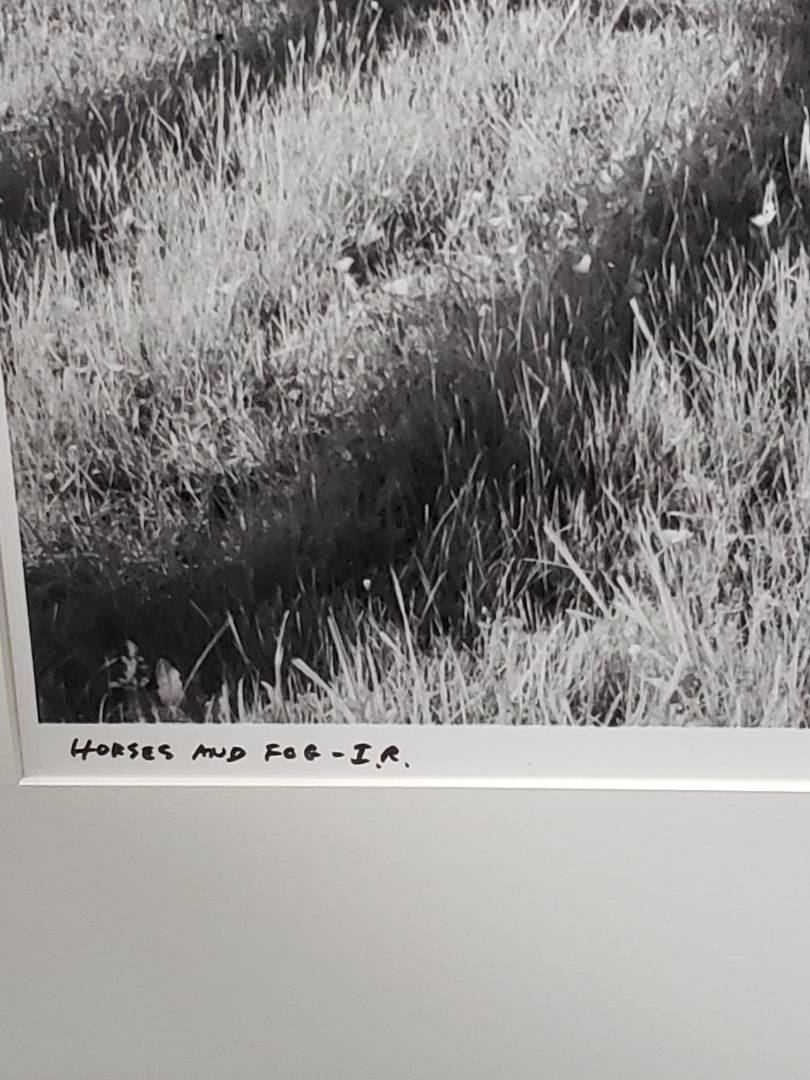 HORSES AND FOG - I.R.